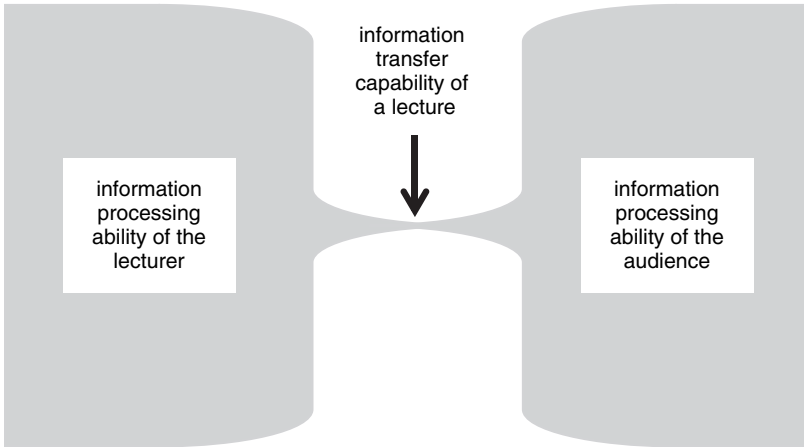 information
transfer
capability of
a lecture
information
processing
ability of the
lecturer
information
processing
ability of the
audience